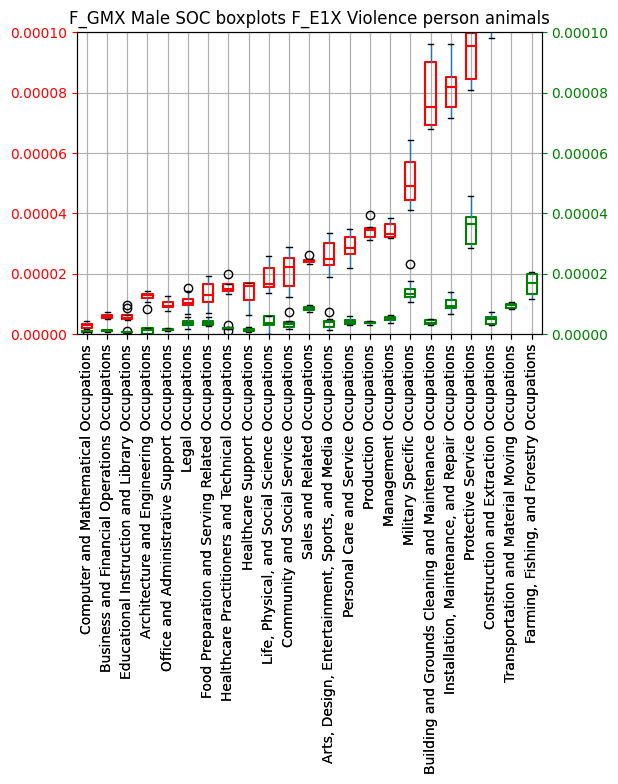 F_GMX Male SOC boxplots F_E1X Violence person animals
0.00010
0.00008
0.00006
0.00004
0.00002
0.00000
0.00010
0.00008
0.00006
0.00004
0.00002
0.00000
Computer and Mathematical Occupations
Business and Financial Operations Occupations
Educational Instruction and Library Occupations
Architecture and Engineering Occupations
Office and Administrative Support Occupations
Legal Occupations
Food Preparation and Serving Related Occupations
Healthcare Practitioners and Technical Occupations
Healthcare Support Occupations
Life, Physical, and Social Science Occupations
Community and Social Service Occupations
Sales and Related Occupations
Arts, Design, Entertainment, Sports, and Media Occupations
Personal Care and Service Occupations
Production Occupations
Management Occupations
Military Specific Occupations
Building and Grounds Cleaning and Maintenance Occupations
Installation, Maintenance, and Repair Occupations
Protective Service Occupations
Construction and Extraction Occupations
Transportation and Material Moving Occupations
Farming, Fishing, and Forestry Occupations